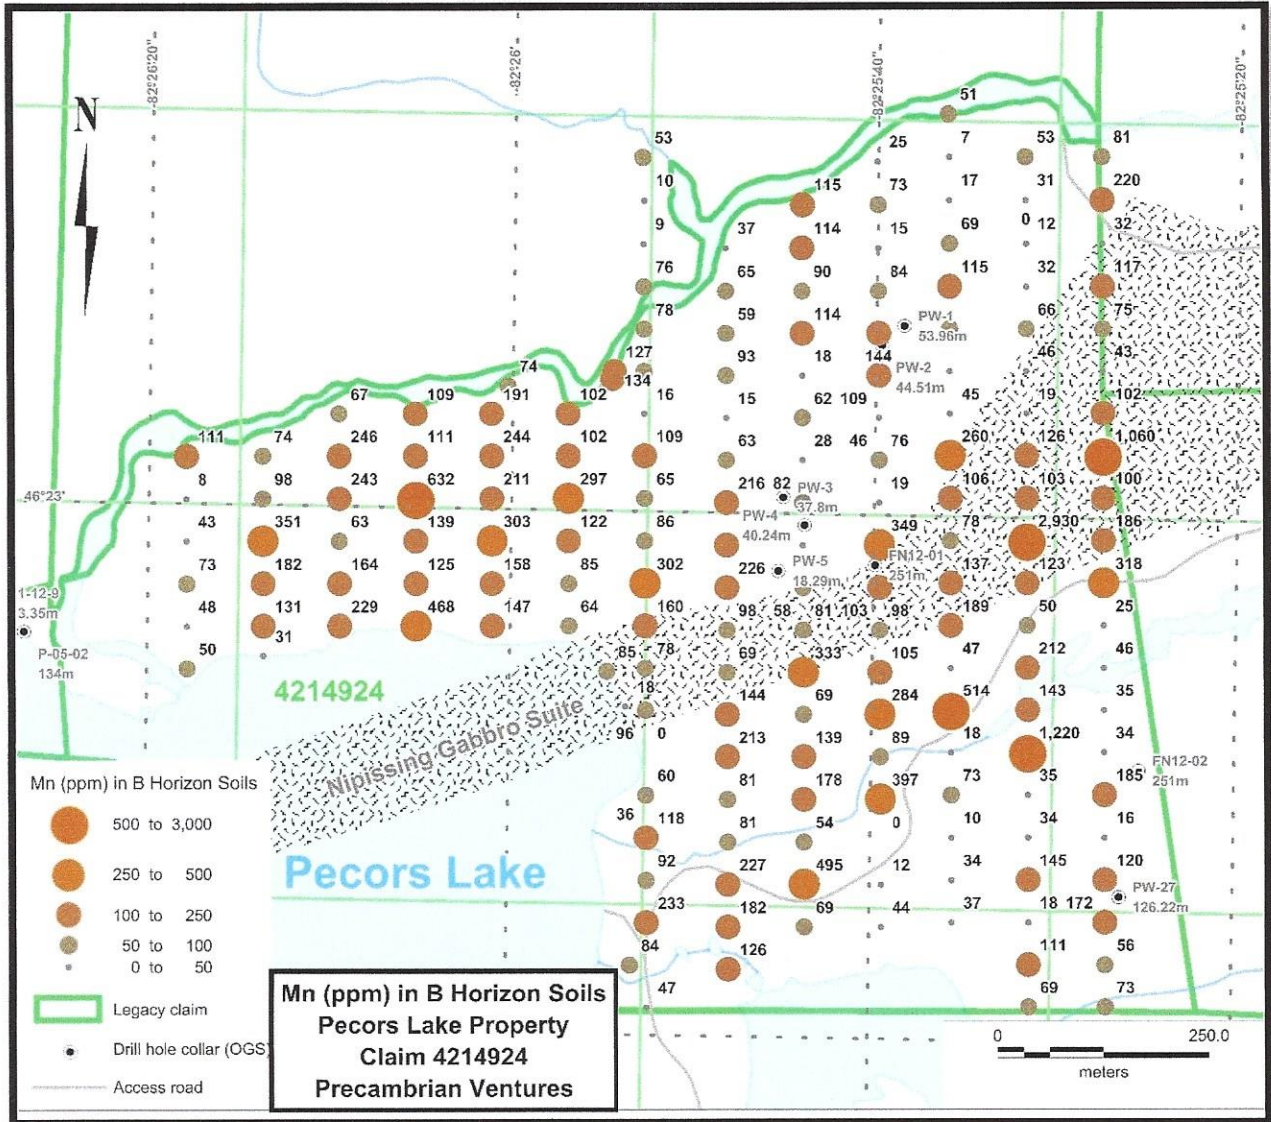 82°26'20"
82°26'
82°25'40"
82°25'20"
N
51
53 25 7 53 81
10 115 73 17 31 220
9 37 114 15 69 0 12 32
76 65 90 84 115 32 117
78 59 114 PW-1 66 75
53.96m
127 93 18 144 PW-2 46 43
74 134 44.51m
67 109 191 102 16 15 62 109 45 19 102
111 74 246 111 244 102 109 63 28 46 76 260 126 1,060
8 98 243 632 211 297 65 216 82 PW-3 19 106 103 100
46°23' 37.8m
43 351 63 139 303 122 86 PW-4 349 78 2,930 186
40.24m
73 182 164 125 158 85 302 226 PW-5 FN12-01 137 123 318
18.29m 251m
1-12-9
3.35m
48 131 229 468 147 64 160 98 58 81 103 98 189 50 25
P-05-02
134m
50 31 85 78 69 333 105 47 212 46
4214924
18 144 69 284 514 143 35
Nipissing Gabbro Suite
96 0 213 139 89 18 1,220 34
FN12-02
251m
60 81 178 397 73 35 185
36 118 81 54 0 10 34 16
Pecors Lake
92 227 495 12 34 145 120
PW-27
126.22m
233 182 69 44 37 18 172
84 126 111 56
47 69 73
Mn (ppm) in B Horizon Soils
500 to 3,000
250 to 500
100 to 250
50 to 100
0 to 50
Legacy claim
Drill hole collar (OGS)
Access road
Mn (ppm) in B Horizon Soils
Pecors Lake Property
Claim 4214924
Precambrian Ventures
0 250.0
meters